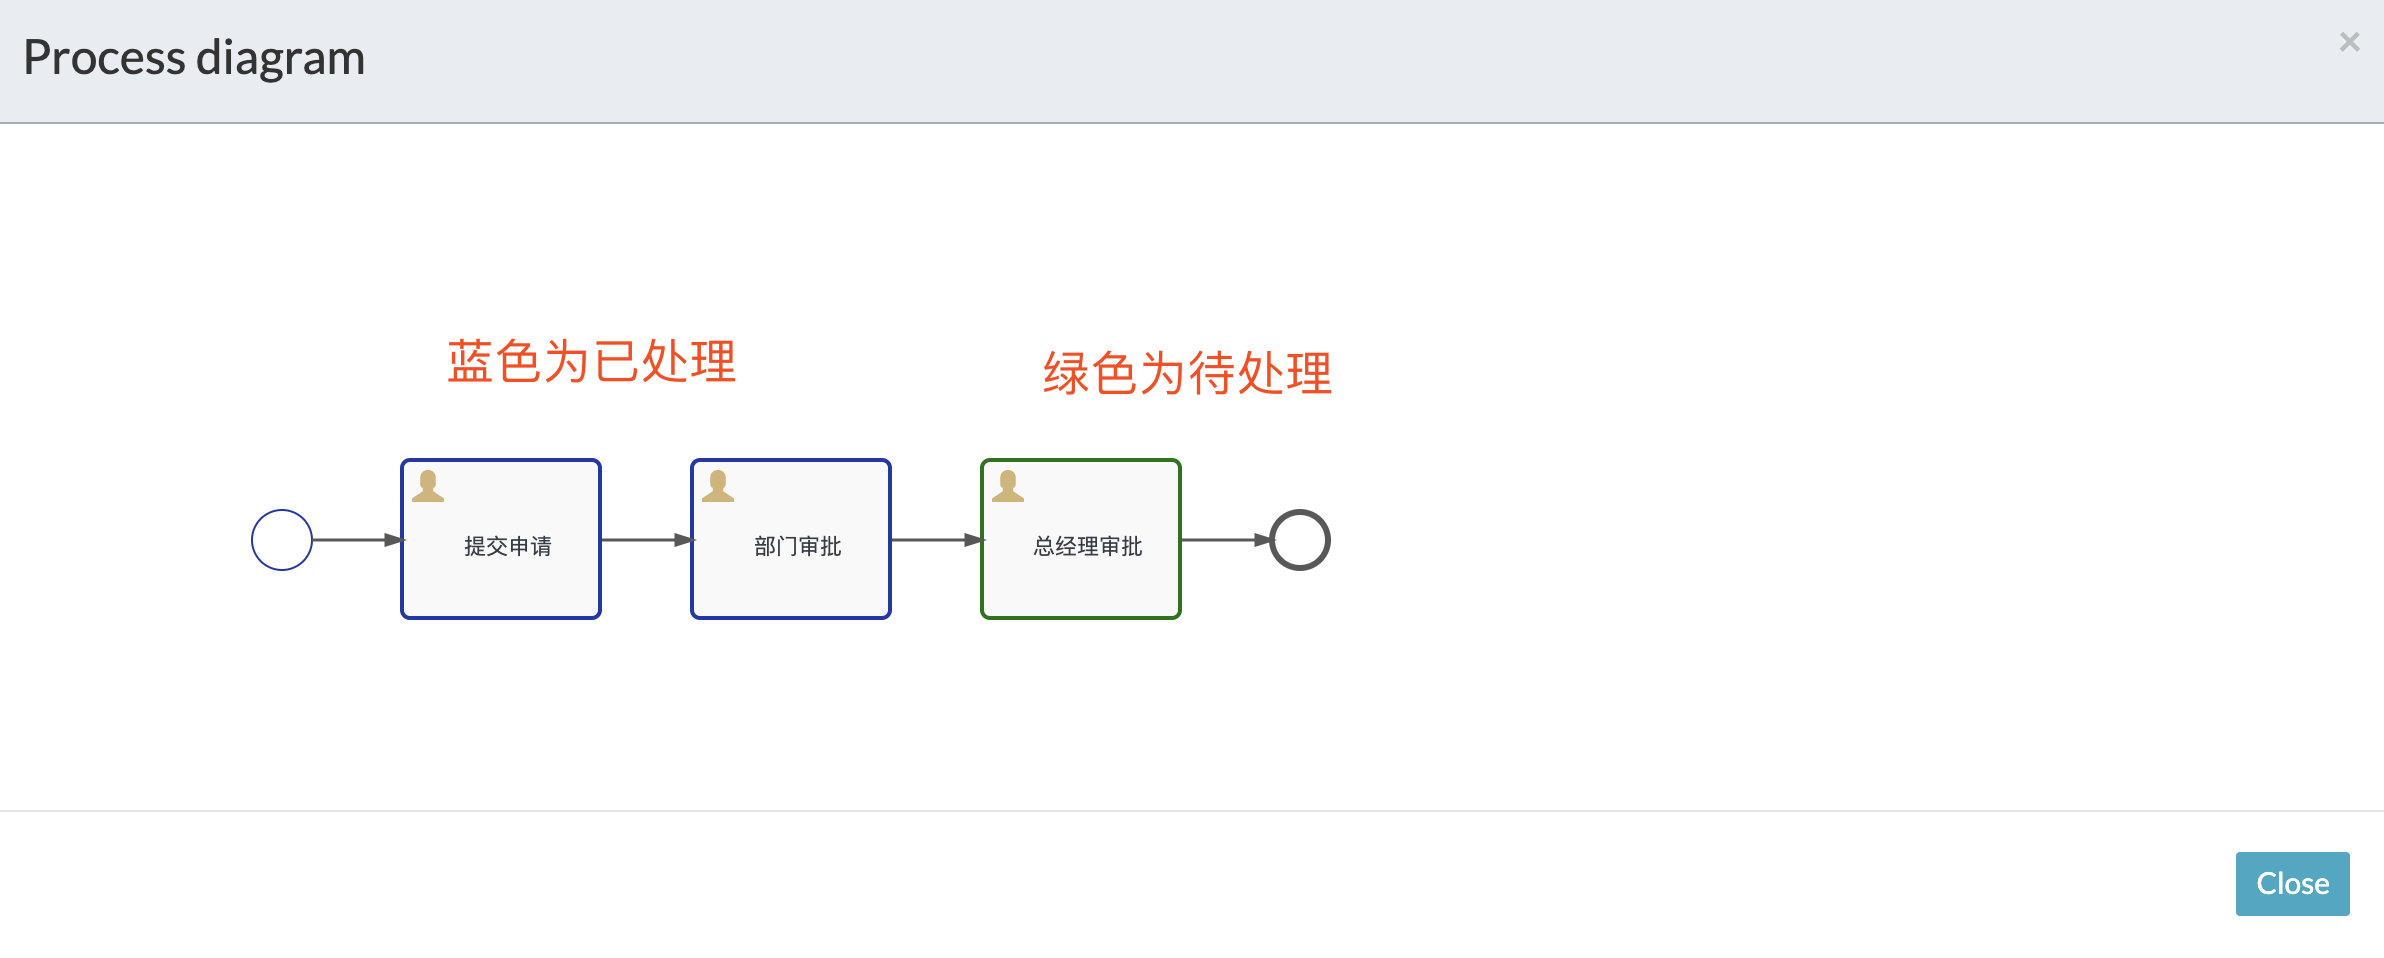 Process diagram
×
蓝色为已处理
绿色为待处理
提交申请
部门审批
总经理审批
Close